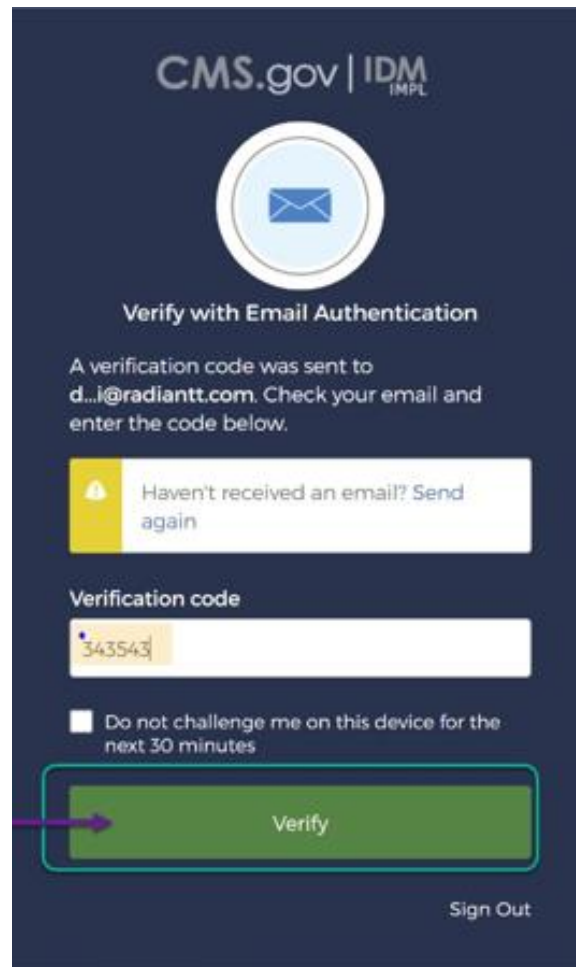 CMS.gov | IDM
IMPL
Verify with Email Authentication
A verification code was sent to
d...i@radiantt.com. Check your email and
enter the code below.
Haven't received an email? Send
again
Verification code
343543
Do not challenge me on this device for the
next 30 minutes
Verify
Sign Out